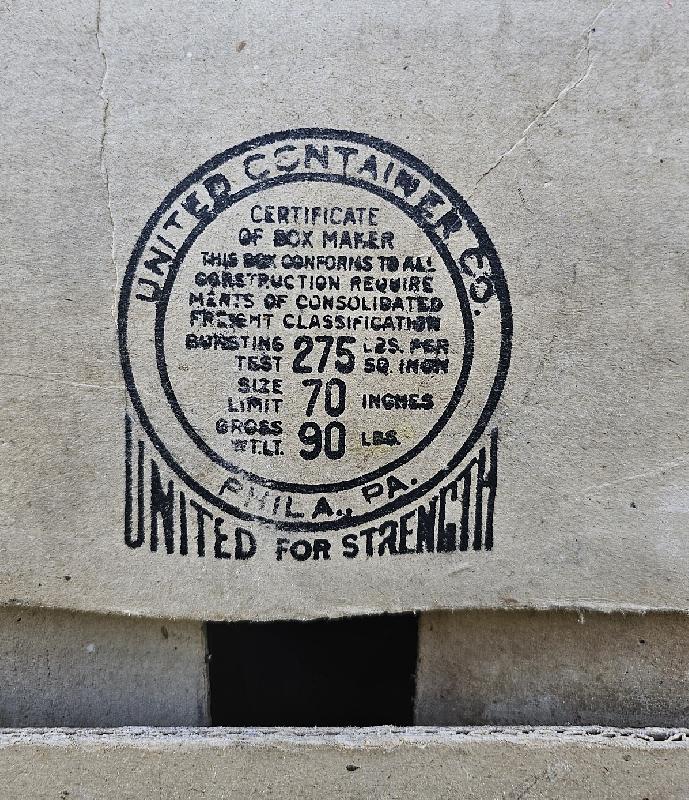 UNITED CONTAINER CO.
CERTIFICATE
OF BOX MAKER
THIS BOX CONFORMS TO ALL
CONSTRUCTION REQUIRE
MENTS OF CONSOLIDATED
FREIGHT CLASSIFICATION
BURSTING TEST 275 LBS. PER SQ. INCH
SIZE LIMIT 70 INCHES
GROSS WT.LT. 90 LBS.
PHILA., PA.
UNITED FOR STRENGTH